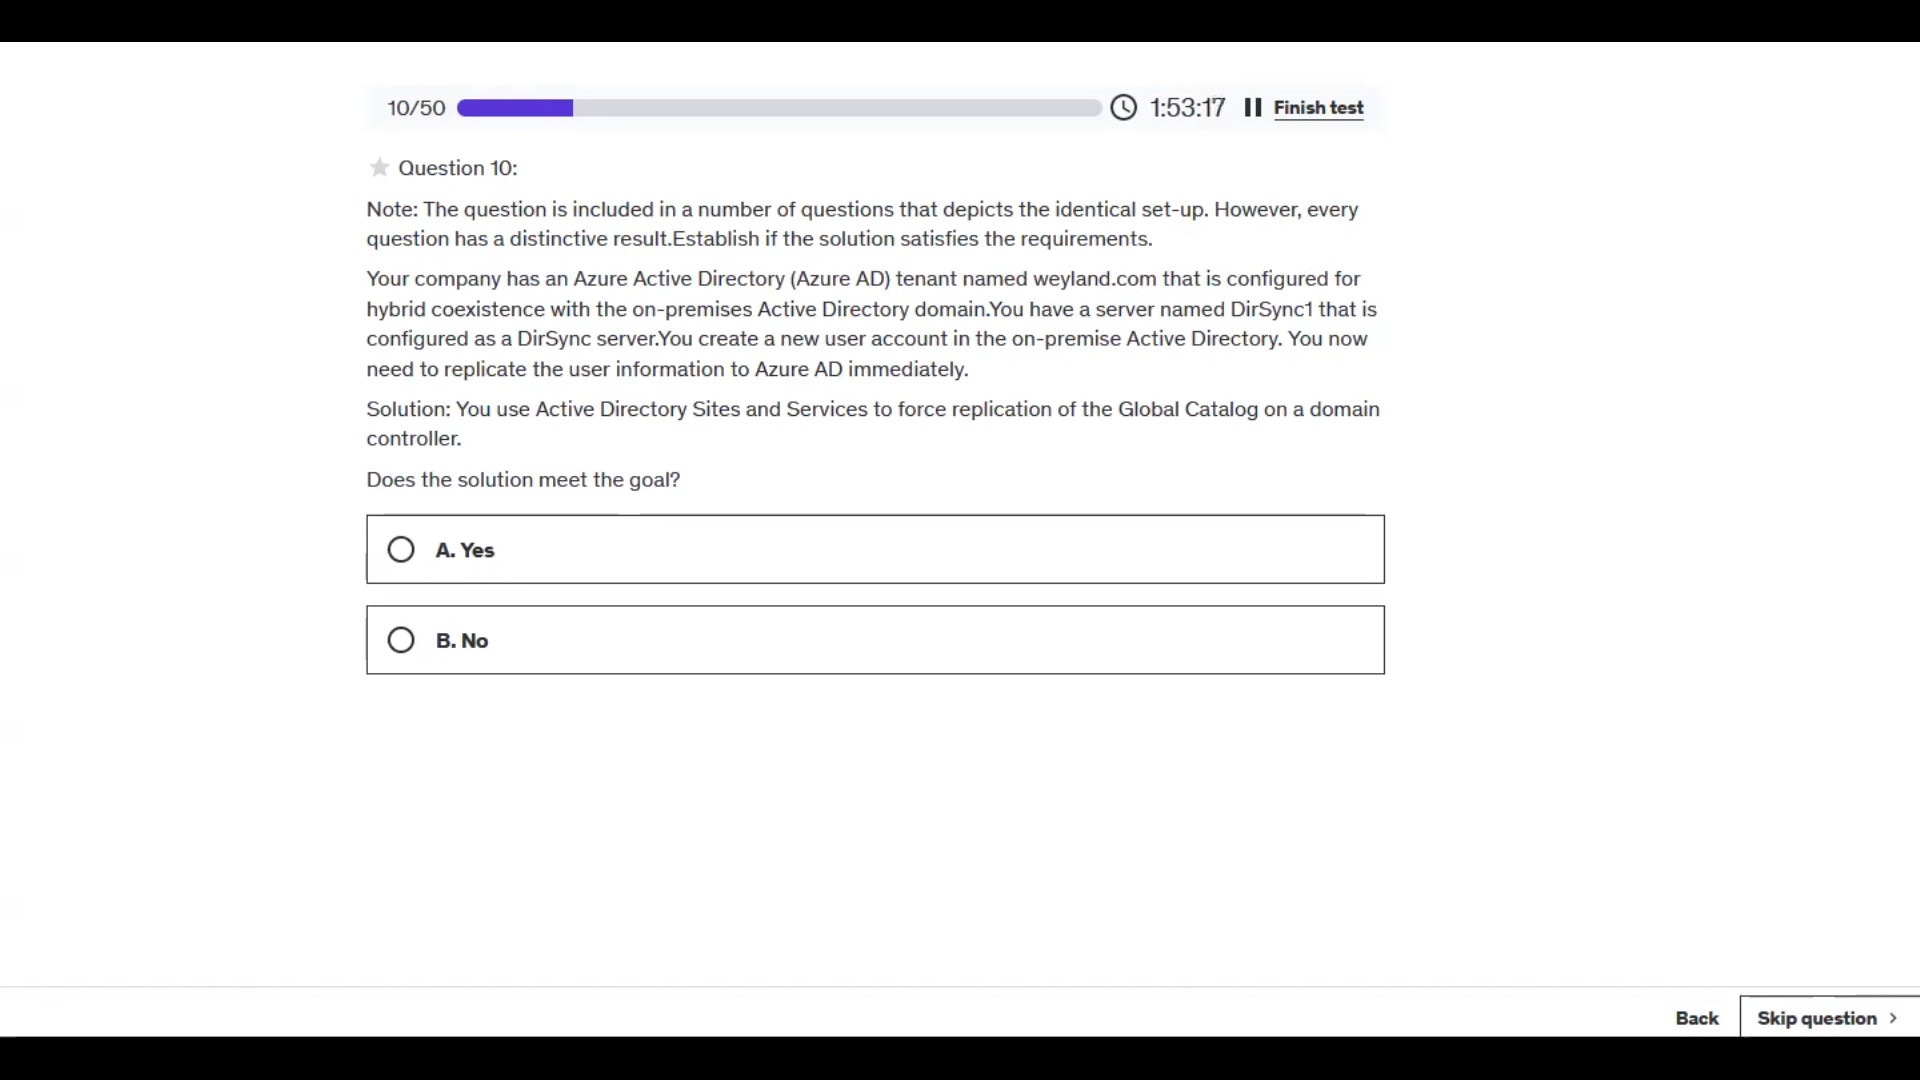 10/50 1:53:17 Finish test
Question 10:
Note: The question is included in a number of questions that depicts the identical set-up. However, every
question has a distinctive result.Establish if the solution satisfies the requirements.
Your company has an Azure Active Directory (Azure AD) tenant named weyland.com that is configured for
hybrid coexistence with the on-premises Active Directory domain.You have a server named DirSync1 that is
configured as a DirSync server.You create a new user account in the on-premise Active Directory. You now
need to replicate the user information to Azure AD immediately.
Solution: You use Active Directory Sites and Services to force replication of the Global Catalog on a domain
controller.
Does the solution meet the goal?
A. Yes
B. No
Back Skip question